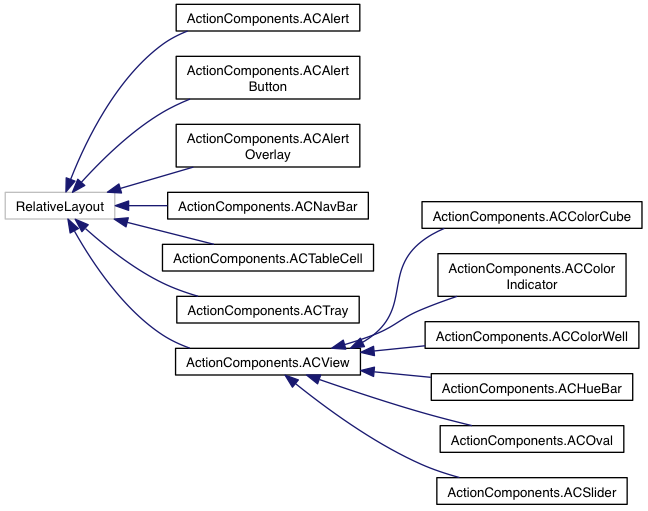 ActionComponents.ACAlert
ActionComponents.ACAlert
Button
ActionComponents.ACAlert
Overlay
RelativeLayout
ActionComponents.ACNavBar
ActionComponents.ACTableCell
ActionComponents.ACTray
ActionComponents.ACView
ActionComponents.ACColorCube
ActionComponents.ACColor
Indicator
ActionComponents.ACColorWell
ActionComponents.ACHueBar
ActionComponents.ACOval
ActionComponents.ACSlider